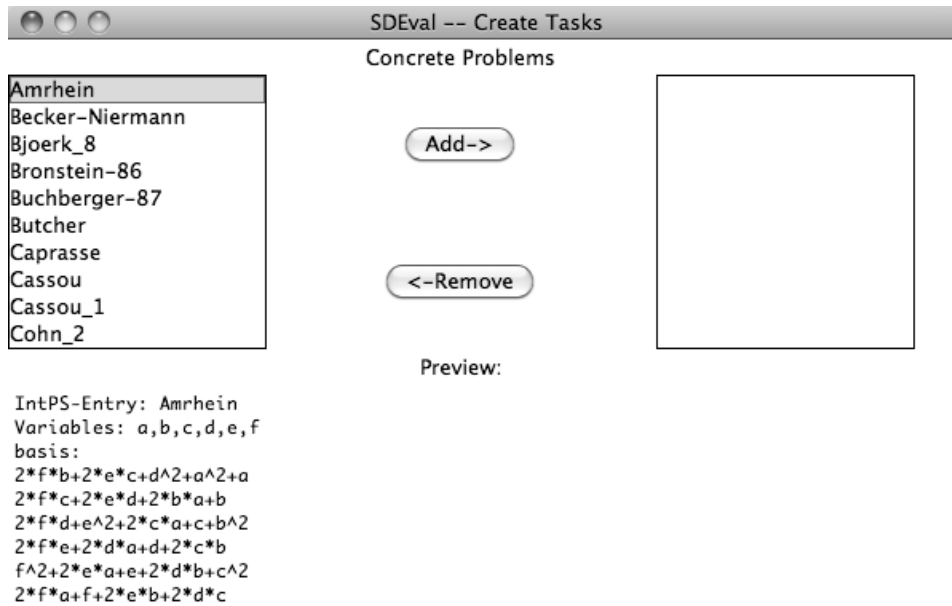 SDEval -- Create Tasks
Concrete Problems
Amrhein
Becker-Niermann
Bjoerk_8
Bronstein-86
Buchberger-87
Butcher
Caprasse
Cassou
Cassou_1
Cohn_2
Add->
<-Remove
Preview:
IntPS-Entry: Amrhein
Variables: a,b,c,d,e,f
basis:
2*f*b+2*e*c+d^2+a^2+a
2*f*c+2*e*d+2*b*a+b
2*f*d+e^2+2*c*a+c+b^2
2*f*e+2*d*a+d+2*c*b
f^2+2*e*a+e+2*d*b+c^2
2*f*a+f+2*e*b+2*d*c